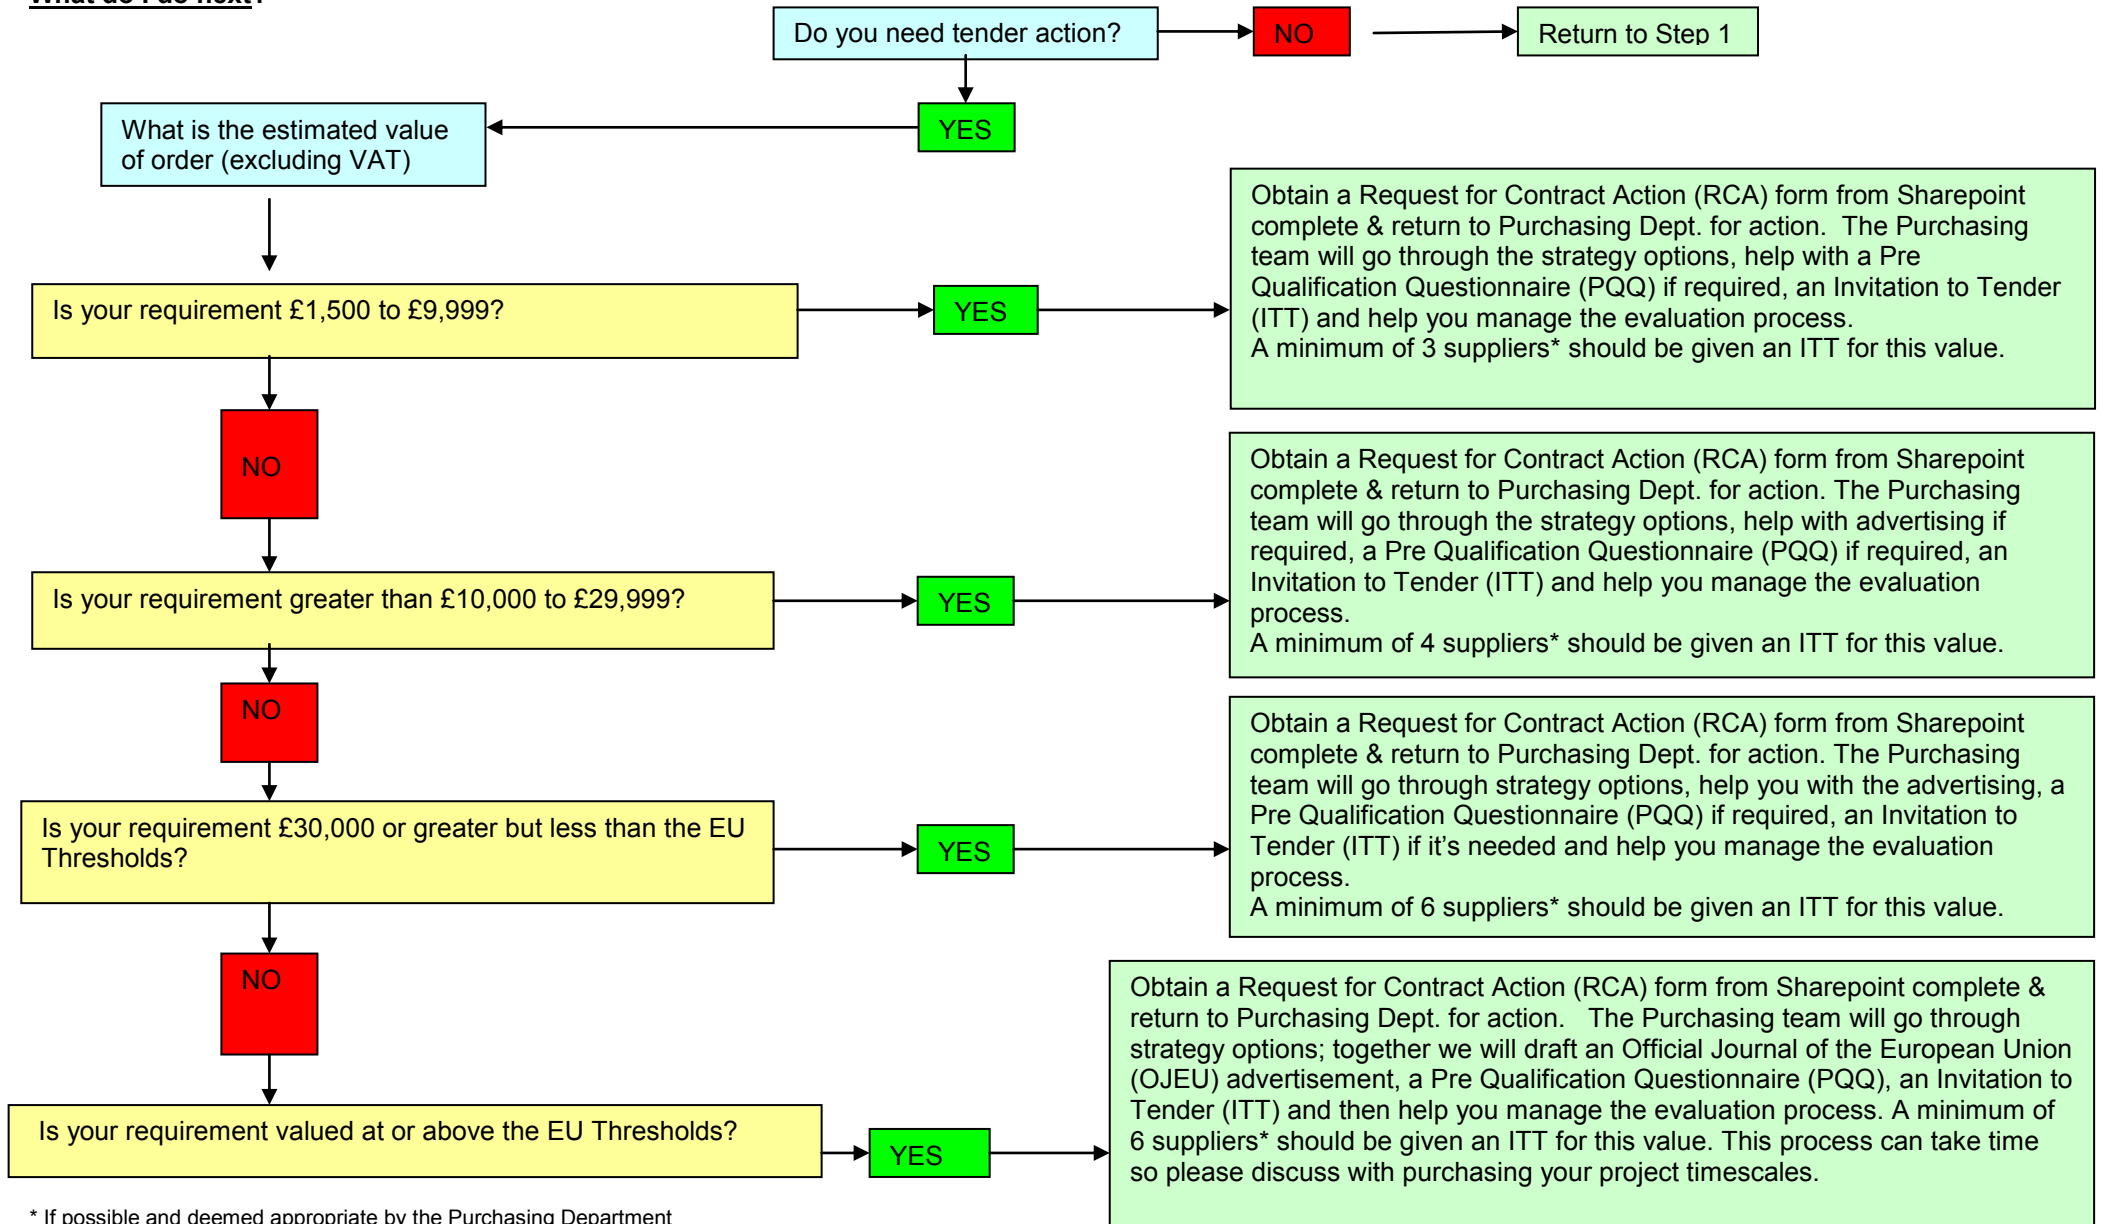 What do I do next?
Do you need tender action?
NO
Return to Step 1
YES
What is the estimated value
of order (excluding VAT)
Is your requirement £1,500 to £9,999?
YES
Obtain a Request for Contract Action (RCA) form from Sharepoint
complete & return to Purchasing Dept. for action.  The Purchasing
team will go through the strategy options, help with a Pre
Qualification Questionnaire (PQQ) if required, an Invitation to Tender
(ITT) and help you manage the evaluation process.
A minimum of 3 suppliers* should be given an ITT for this value.
NO
Is your requirement greater than £10,000 to £29,999?
YES
Obtain a Request for Contract Action (RCA) form from Sharepoint
complete & return to Purchasing Dept. for action. The Purchasing
team will go through the strategy options, help with advertising if
required, a Pre Qualification Questionnaire (PQQ) if required, an
Invitation to Tender (ITT) and help you manage the evaluation
process.
A minimum of 4 suppliers* should be given an ITT for this value.
NO
Is your requirement £30,000 or greater but less than the EU
Thresholds?
YES
Obtain a Request for Contract Action (RCA) form from Sharepoint
complete & return to Purchasing Dept. for action. The Purchasing
team will go through strategy options, help you with the advertising, a
Pre Qualification Questionnaire (PQQ) if required, an Invitation to
Tender (ITT) if it’s needed and help you manage the evaluation
process.
A minimum of 6 suppliers* should be given an ITT for this value.
NO
Is your requirement valued at or above the EU Thresholds?
YES
Obtain a Request for Contract Action (RCA) form from Sharepoint complete &
return to Purchasing Dept. for action.   The Purchasing team will go through
strategy options; together we will draft an Official Journal of the European Union
(OJEU) advertisement, a Pre Qualification Questionnaire (PQQ), an Invitation to
Tender (ITT) and then help you manage the evaluation process. A minimum of
6 suppliers* should be given an ITT for this value. This process can take time
so please discuss with purchasing your project timescales.
* If possible and deemed appropriate by the Purchasing Department